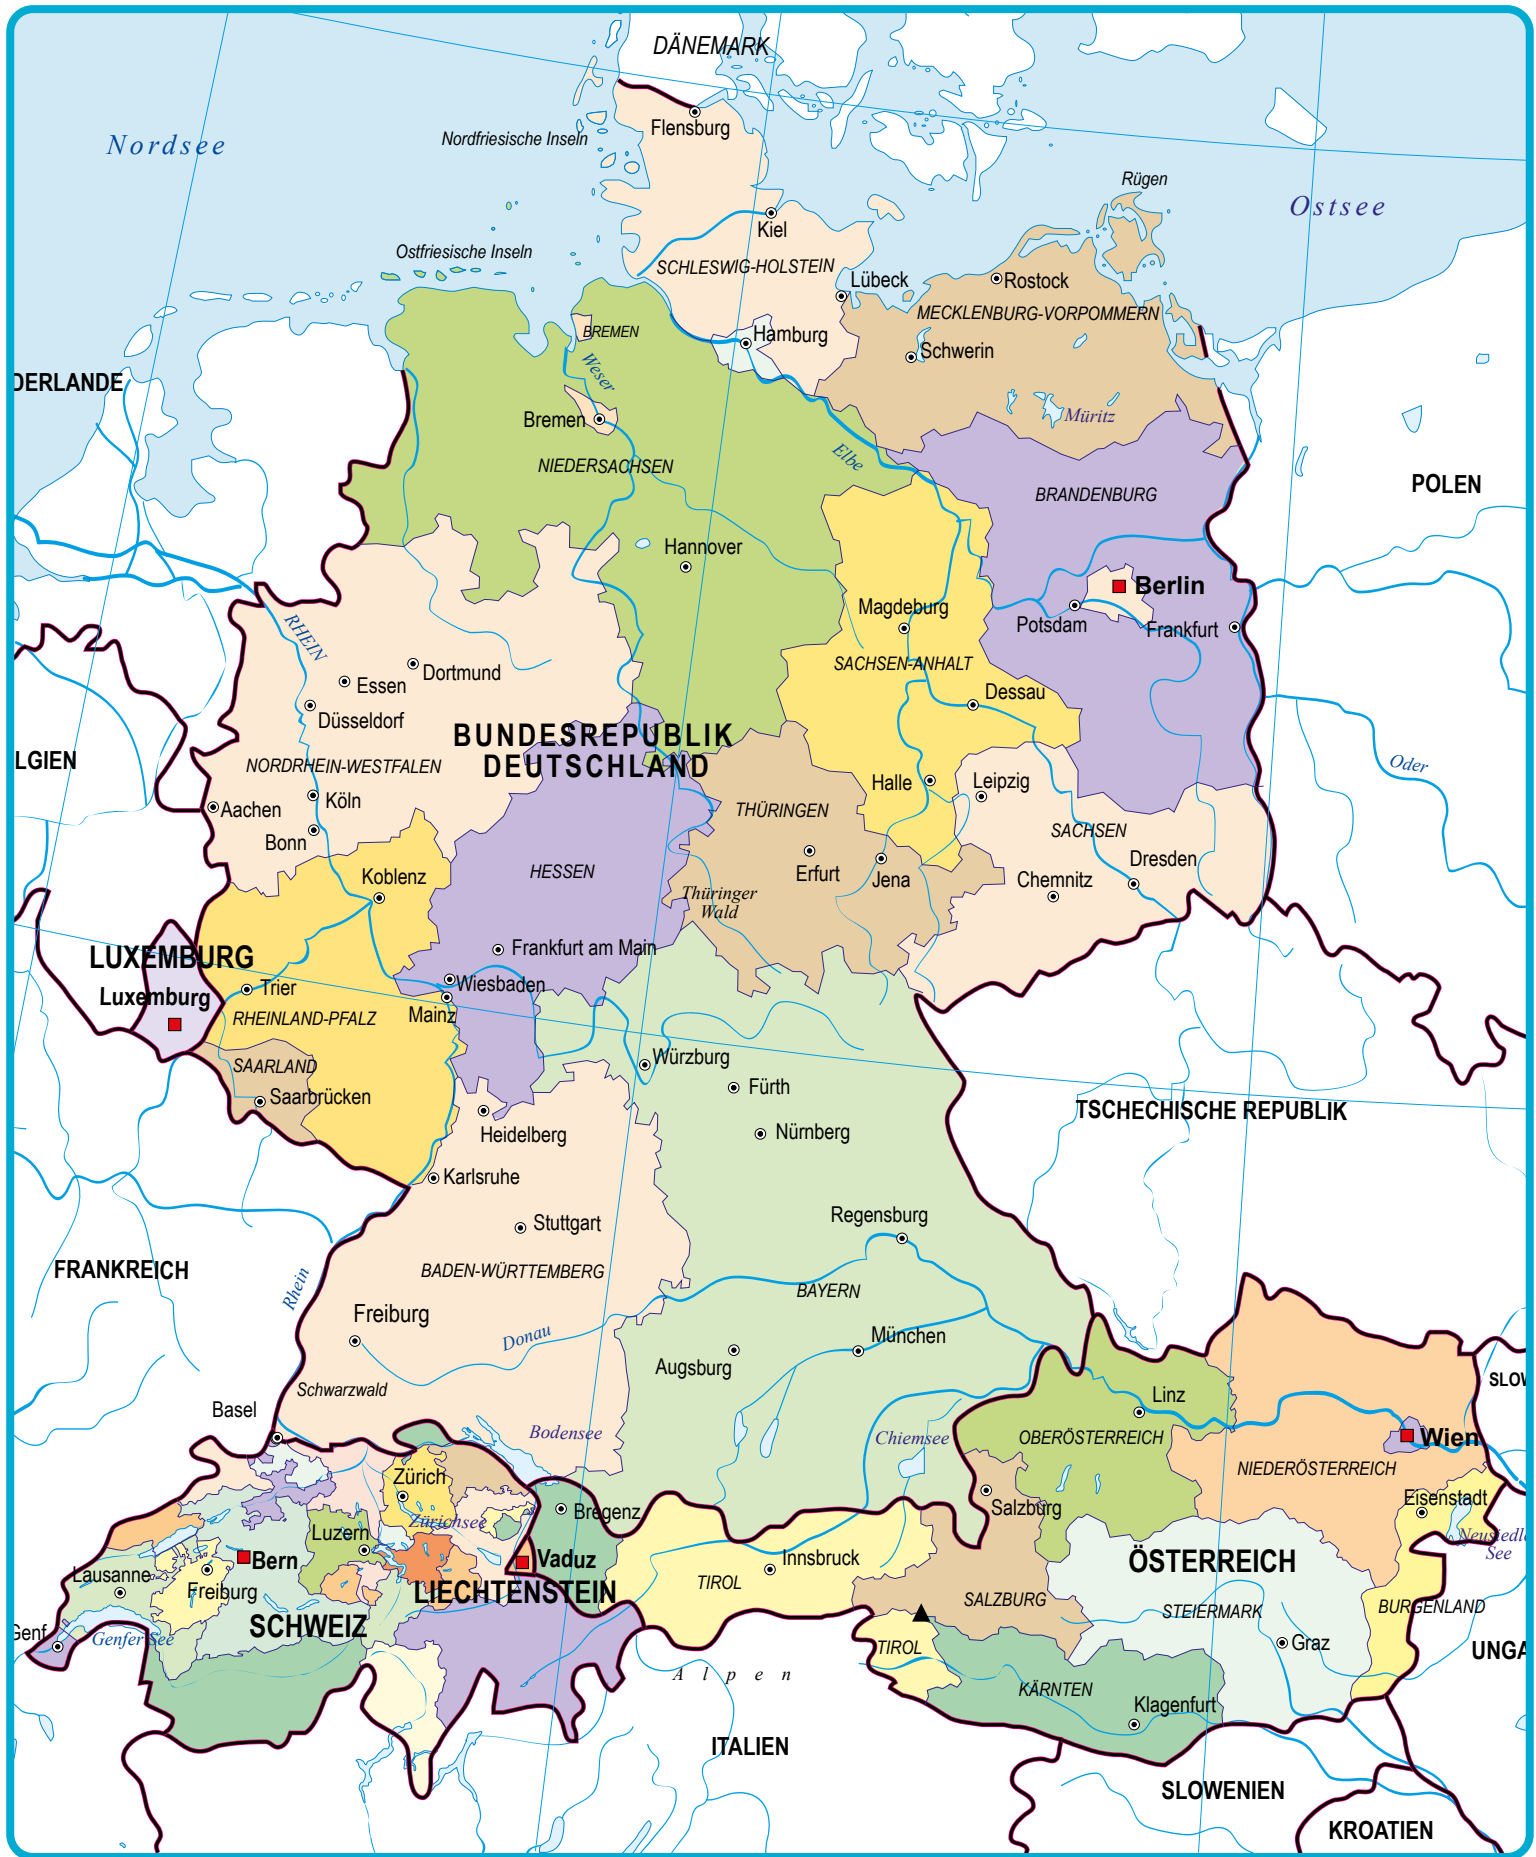 DÄNEMARK
Flensburg
Nordsee
Nordfriesische Inseln
Rügen
Ostsee
Kiel
Ostfriesische Inseln
SCHLESWIG-HOLSTEIN
Lübeck
Rostock
MECKLENBURG-VORPOMMERN
BREMEN
Hamburg
Schwerin
Weser
DERLANDE
Müritz
Bremen
Elbe
NIEDERSACHSEN
POLEN
BRANDENBURG
Hannover
Berlin
Magdeburg
Potsdam
Frankfurt
RHEIN
SACHSEN-ANHALT
Dortmund
Essen
Dessau
Düsseldorf
BUNDESREPUBLIK
DEUTSCHLAND
LGIEN
NORDRHEIN-WESTFALEN
Oder
Halle
Leipzig
Köln
Aachen
THÜRINGEN
SACHSEN
Bonn
Dresden
HESSEN
Koblenz
Erfurt
Jena
Chemnitz
Thüringer
Wald
Frankfurt am Main
LUXEMBURG
Luxemburg
Trier
Wiesbaden
Mainz
RHEINLAND-PFALZ
Würzburg
SAARLAND
Fürth
Saarbrücken
TSCHECHISCHE REPUBLIK
Heidelberg
Nürnberg
Karlsruhe
Stuttgart
Regensburg
FRANKREICH
BADEN-WÜRTTEMBERG
Rhein
BAYERN
Freiburg
Donau
München
Augsburg
SLOW
Schwarzwald
Linz
Basel
Bodensee
Chiemsee
OBERÖSTERREICH
Wien
NIEDERÖSTERREICH
Zürich
Salzburg
Eisenstadt
Bregenz
Zürichsee
Luzern
Neusiedle
See
Bern
Vaduz
Innsbruck
ÖSTERREICH
Lausanne
Freiburg
LIECHTENSTEIN
TIROL
SALZBURG
STEIERMARK
BURGENLAND
SCHWEIZ
Genf
Genfer See
TIROL
Graz
UNGA
Alpen
KÄRNTEN
Klagenfurt
ITALIEN
SLOWENIEN
KROATIEN